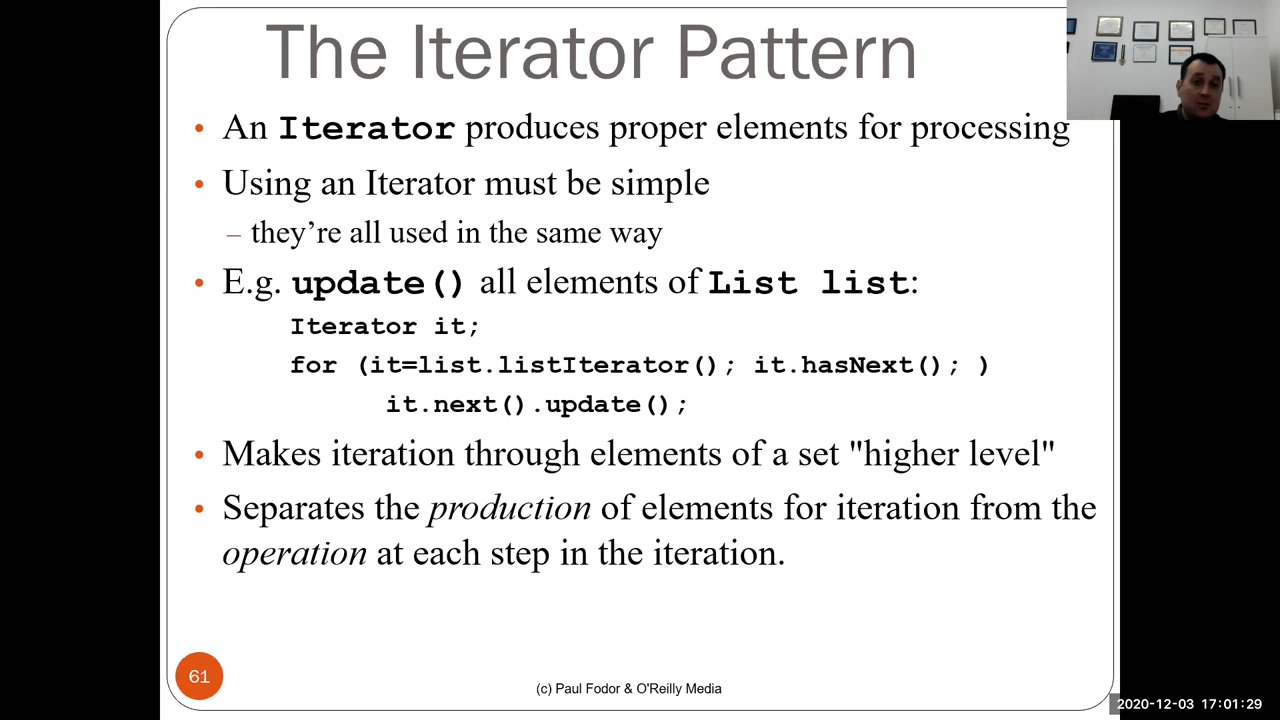 The Iterator Pattern
• An Iterator produces proper elements for processing
• Using an Iterator must be simple
– they’re all used in the same way
• E.g. update() all elements of List list:
Iterator it;
for (it=list.listIterator(); it.hasNext(); )
it.next().update();
• Makes iteration through elements of a set "higher level"
• Separates the production of elements for iteration from the
operation at each step in the iteration.
61
(c) Paul Fodor & O'Reilly Media
2020-12-03 17:01:29